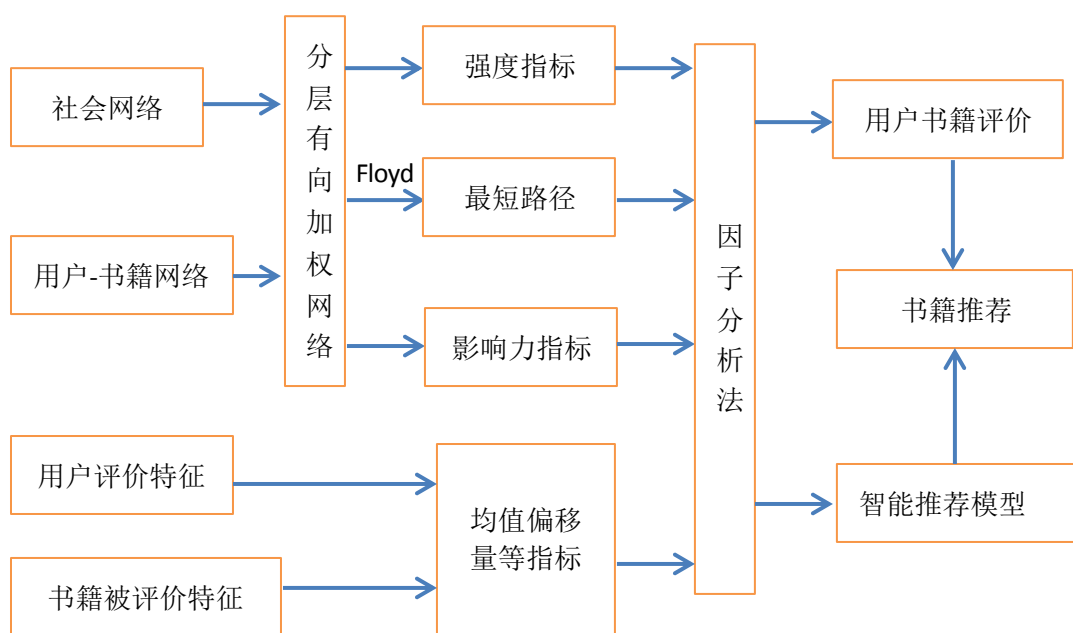 社会网络
用户-书籍网络
用户评价特征
书籍被评价特征
分层有向加权网络
Floyd
强度指标
最短路径
影响力指标
均值偏移
量等指标
因子分析法
用户书籍评价
书籍推荐
智能推荐模型